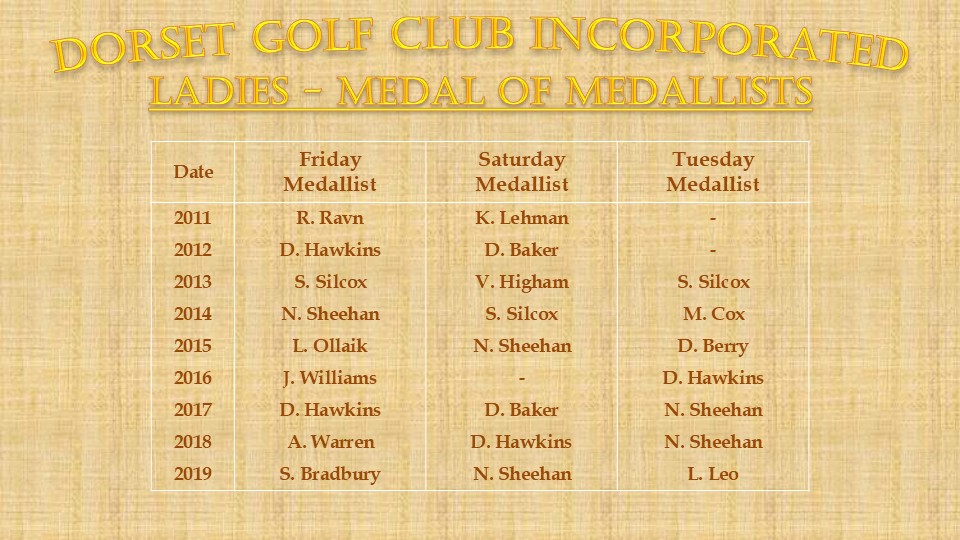 DORSET GOLF CLUB INCORPORATED
LADIES - MEDAL OF MEDALLISTS
Date Friday Medallist Saturday Medallist Tuesday Medallist
2011 R. Ravn K. Lehman -
2012 D. Hawkins D. Baker -
2013 S. Silcox V. Higham S. Silcox
2014 N. Sheehan S. Silcox M. Cox
2015 L. Ollaik N. Sheehan D. Berry
2016 J. Williams - D. Hawkins
2017 D. Hawkins D. Baker N. Sheehan
2018 A. Warren D. Hawkins N. Sheehan
2019 S. Bradbury N. Sheehan L. Leo